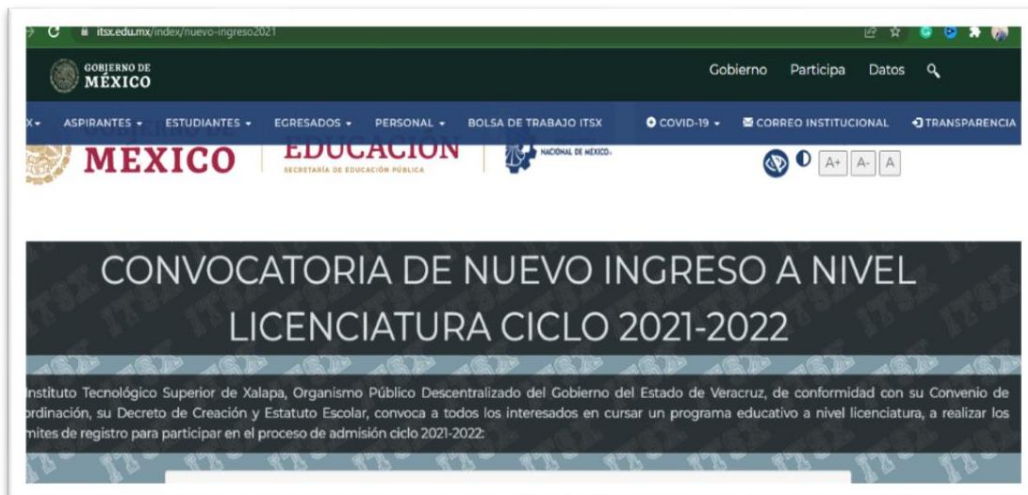 itsx.edu.mx/index/nuevo-ingreso2021
GOBIERNO DE
MÉXICO
Gobierno Participa Datos
X ASPIRANTES ESTUDIANTES EGRESADOS PERSONAL BOLSA DE TRABAJO ITSX COVID-19 CORREO INSTITUCIONAL TRANSPARENCIA
GOBIERNO DE
MÉXICO
EDUCACIÓN
SECRETARÍA DE EDUCACIÓN PÚBLICA
NACIONAL DE MÉXICO
A+ A- A
CONVOCATORIA DE NUEVO INGRESO A NIVEL
LICENCIATURA CICLO 2021-2022
Instituto Tecnológico Superior de Xalapa, Organismo Público Descentralizado del Gobierno del Estado de Veracruz, de conformidad con su Convenio de
ordinación, su Decreto de Creación y Estatuto Escolar, convoca a todos los interesados en cursar un programa educativo a nivel licenciatura, a realizar los
mites de registro para participar en el proceso de admisión ciclo 2021-2022: